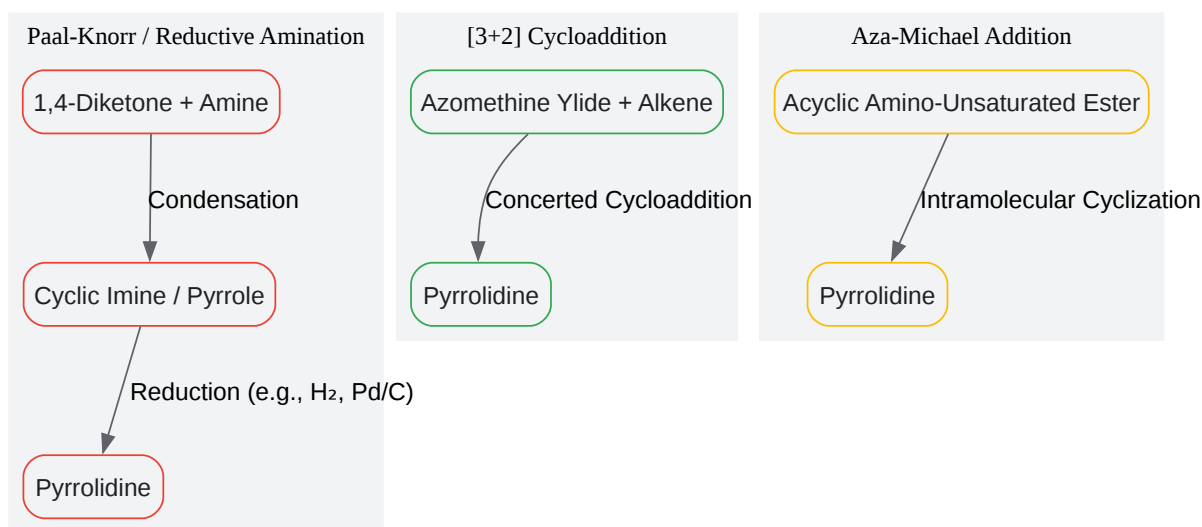 Paal-Knorr / Reductive Amination
1,4-Diketone + Amine
Condensation
Cyclic Imine / Pyrrole
Reduction (e.g., H₂, Pd/C)
Pyrrolidine
[3+2] Cycloaddition
Azomethine Ylide + Alkene
Concerted Cycloaddition
Pyrrolidine
Aza-Michael Addition
Acyclic Amino-Unsaturated Ester
Intramolecular Cyclization
Pyrrolidine